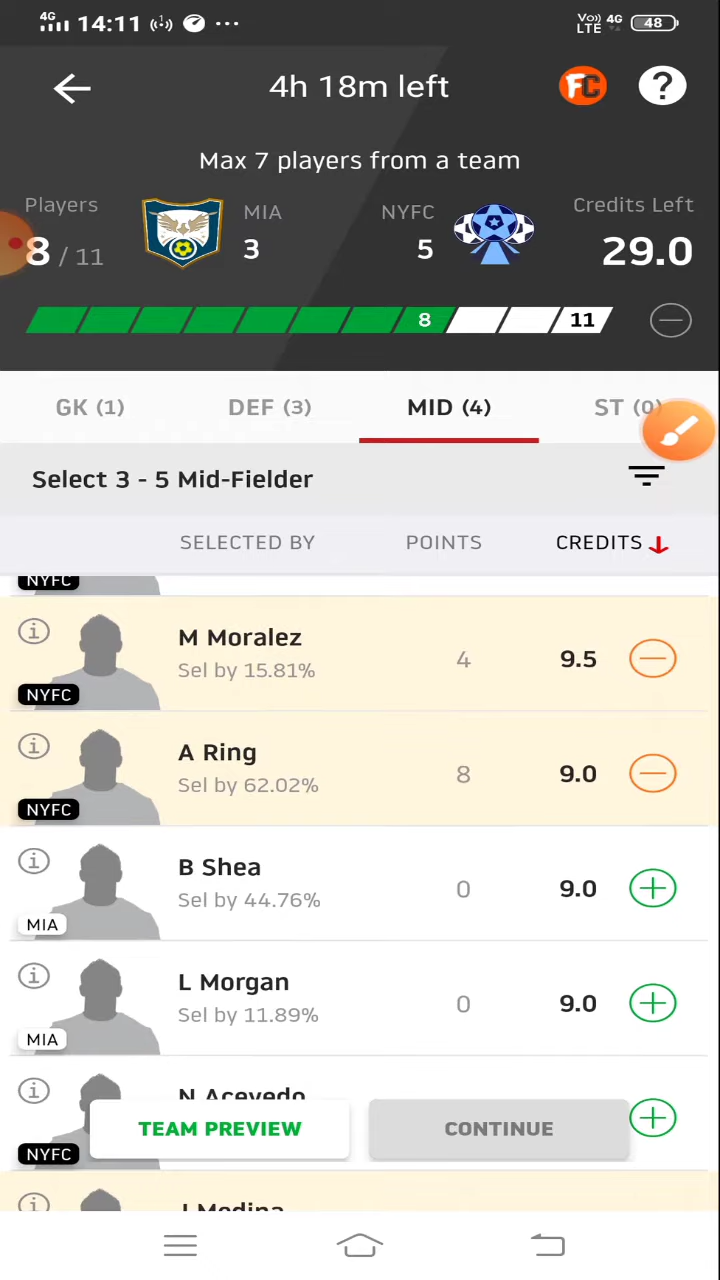 4G 14:11 ... Vo)) LTE 4G 48
4h 18m left FC ?
Max 7 players from a team
Players MIA NYFC Credits Left
8 / 11 3 5 29.0
8 11
GK (1) DEF (3) MID (4) ST (0)
Select 3 - 5 Mid-Fielder
SELECTED BY POINTS CREDITS
NYFC
M Moralez
Sel by 15.81% 4 9.5
NYFC
A Ring
Sel by 62.02% 8 9.0
NYFC
B Shea
Sel by 44.76% 0 9.0
MIA
L Morgan
Sel by 11.89% 0 9.0
MIA
N Acevedo
TEAM PREVIEW CONTINUE
NYFC
J Medina